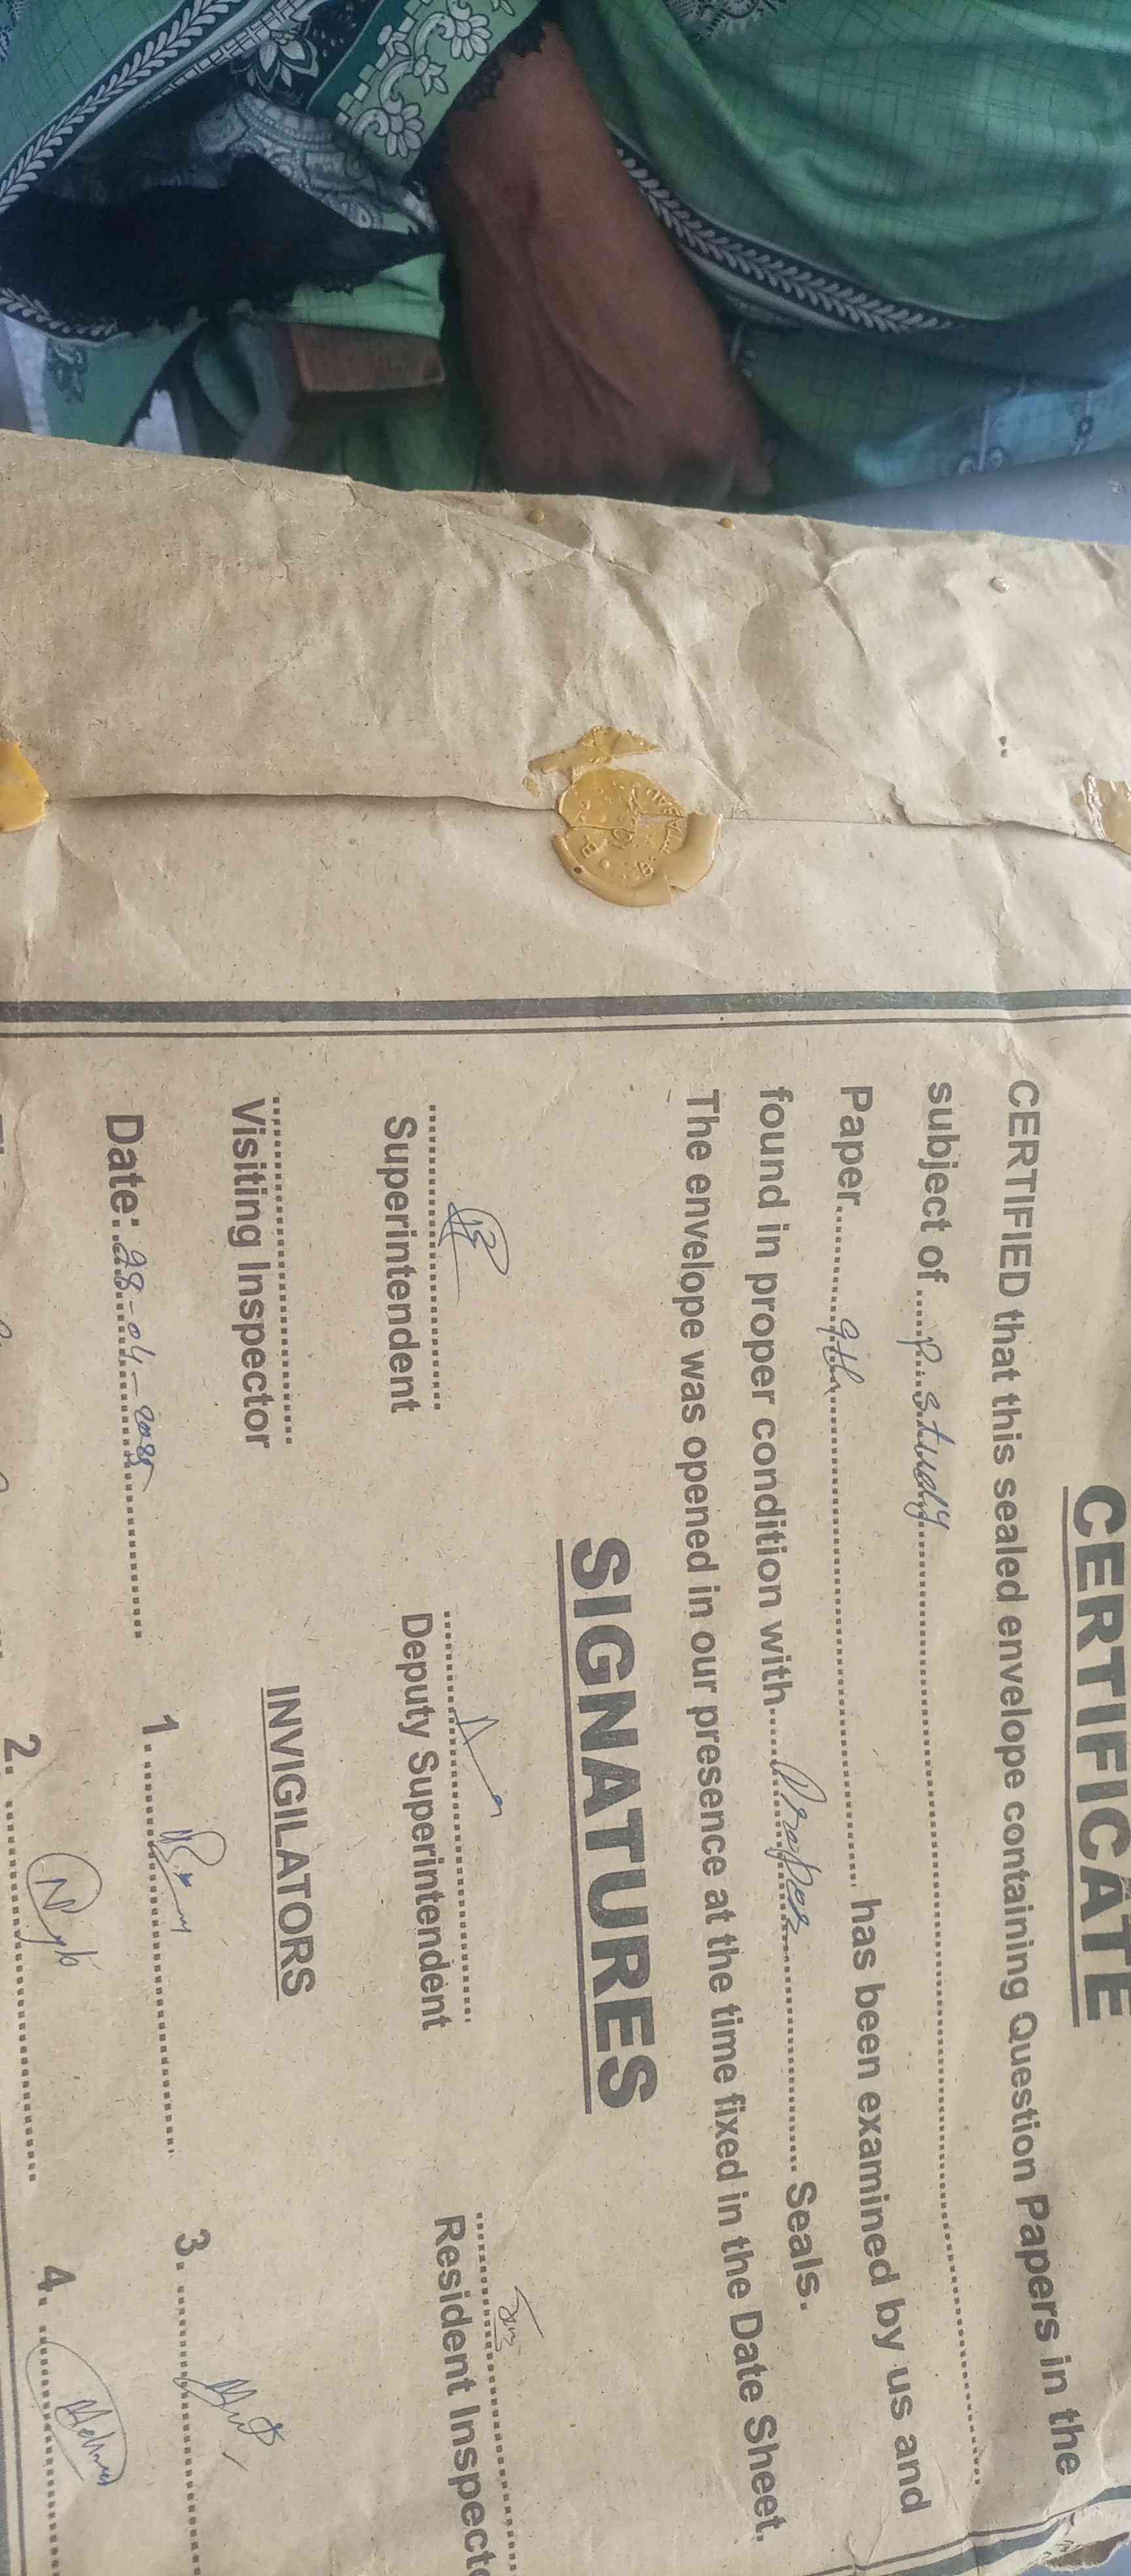 CERTIFICATE
CERTIFIED that this sealed envelope containing Question Papers in the
subject of ..... P. Study ..........
Paper.......... 9th .......... has been examined by us and
found in proper condition with..... Proper .......... Seals.
The envelope was opened in our presence at the time fixed in the Date Sheet.
SIGNATURES
Superintendent Deputy Superintendent Resident Inspecto
Visiting Inspector
INVIGILATORS
Date: 28-04-2025 1. 3.
2. 4.